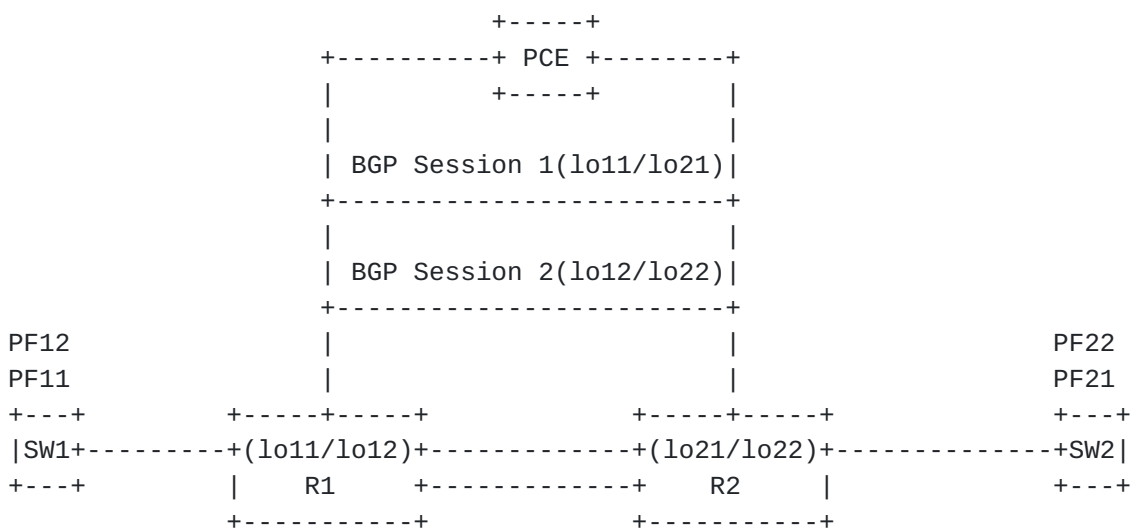 PCE
BGP Session 1(lo11/lo21)
BGP Session 2(lo12/lo22)
PF12 PF22
PF11 PF21
SW1 (lo11/lo12) (lo21/lo22) SW2
R1 R2